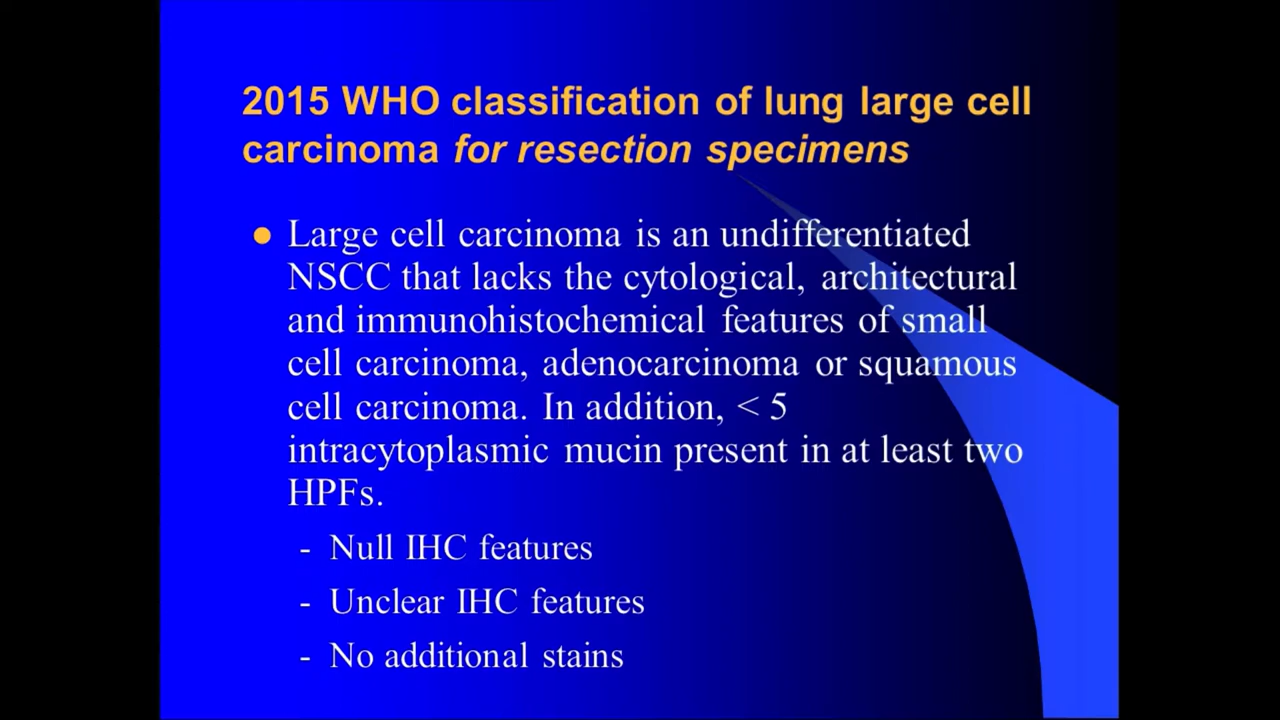 2015 WHO classification of lung large cell
carcinoma for resection specimens
● Large cell carcinoma is an undifferentiated
NSCC that lacks the cytological, architectural
and immunohistochemical features of small
cell carcinoma, adenocarcinoma or squamous
cell carcinoma. In addition, < 5
intracytoplasmic mucin present in at least two
HPFs.
- Null IHC features
- Unclear IHC features
- No additional stains